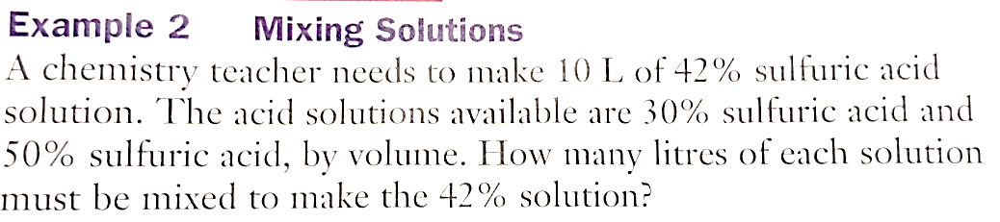 Example 2 Mixing Solutions
A chemistry teacher needs to make 10 L of 42% sulfuric acid
solution. The acid solutions available are 30% sulfuric acid and
50% sulfuric acid, by volume. How many litres of each solution
must be mixed to make the 42% solution?